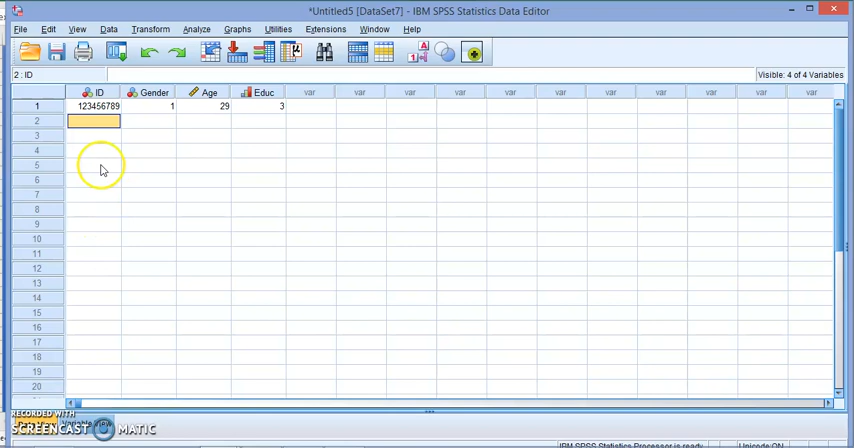 *Untitled5 [DataSet7] - IBM SPSS Statistics Data Editor
File Edit View Data Transform Analyze Graphs Utilities Extensions Window Help
2 : ID Visible: 4 of 4 Variables
ID Gender Age Educ var var var var var var var var var var var
1 123456789 1 29 3
2
3
4
5
6
7
8
9
10
11
12
13
14
15
16
17
18
19
20
RECORDED WITH
SCREENCAST MATIC
IBM SPSS Statistics Processor is ready Unicode:ON